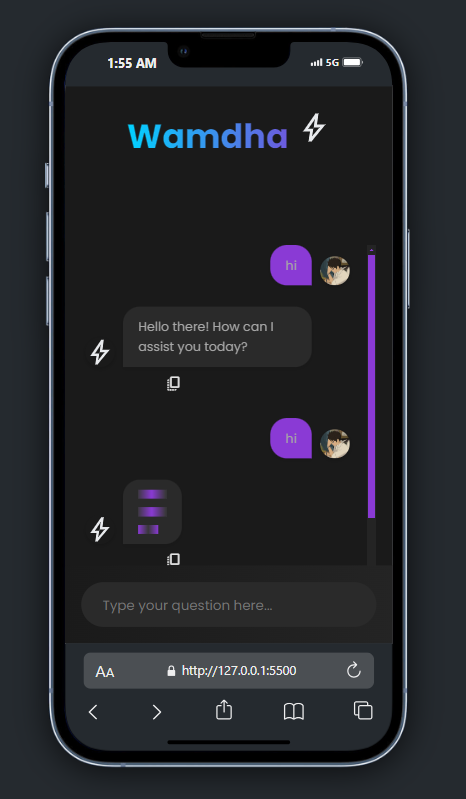 1:55 AM
5G
Wamdha
hi
Hello there! How can I
assist you today?
hi
Type your question here...
AA
http://127.0.0.1:5500